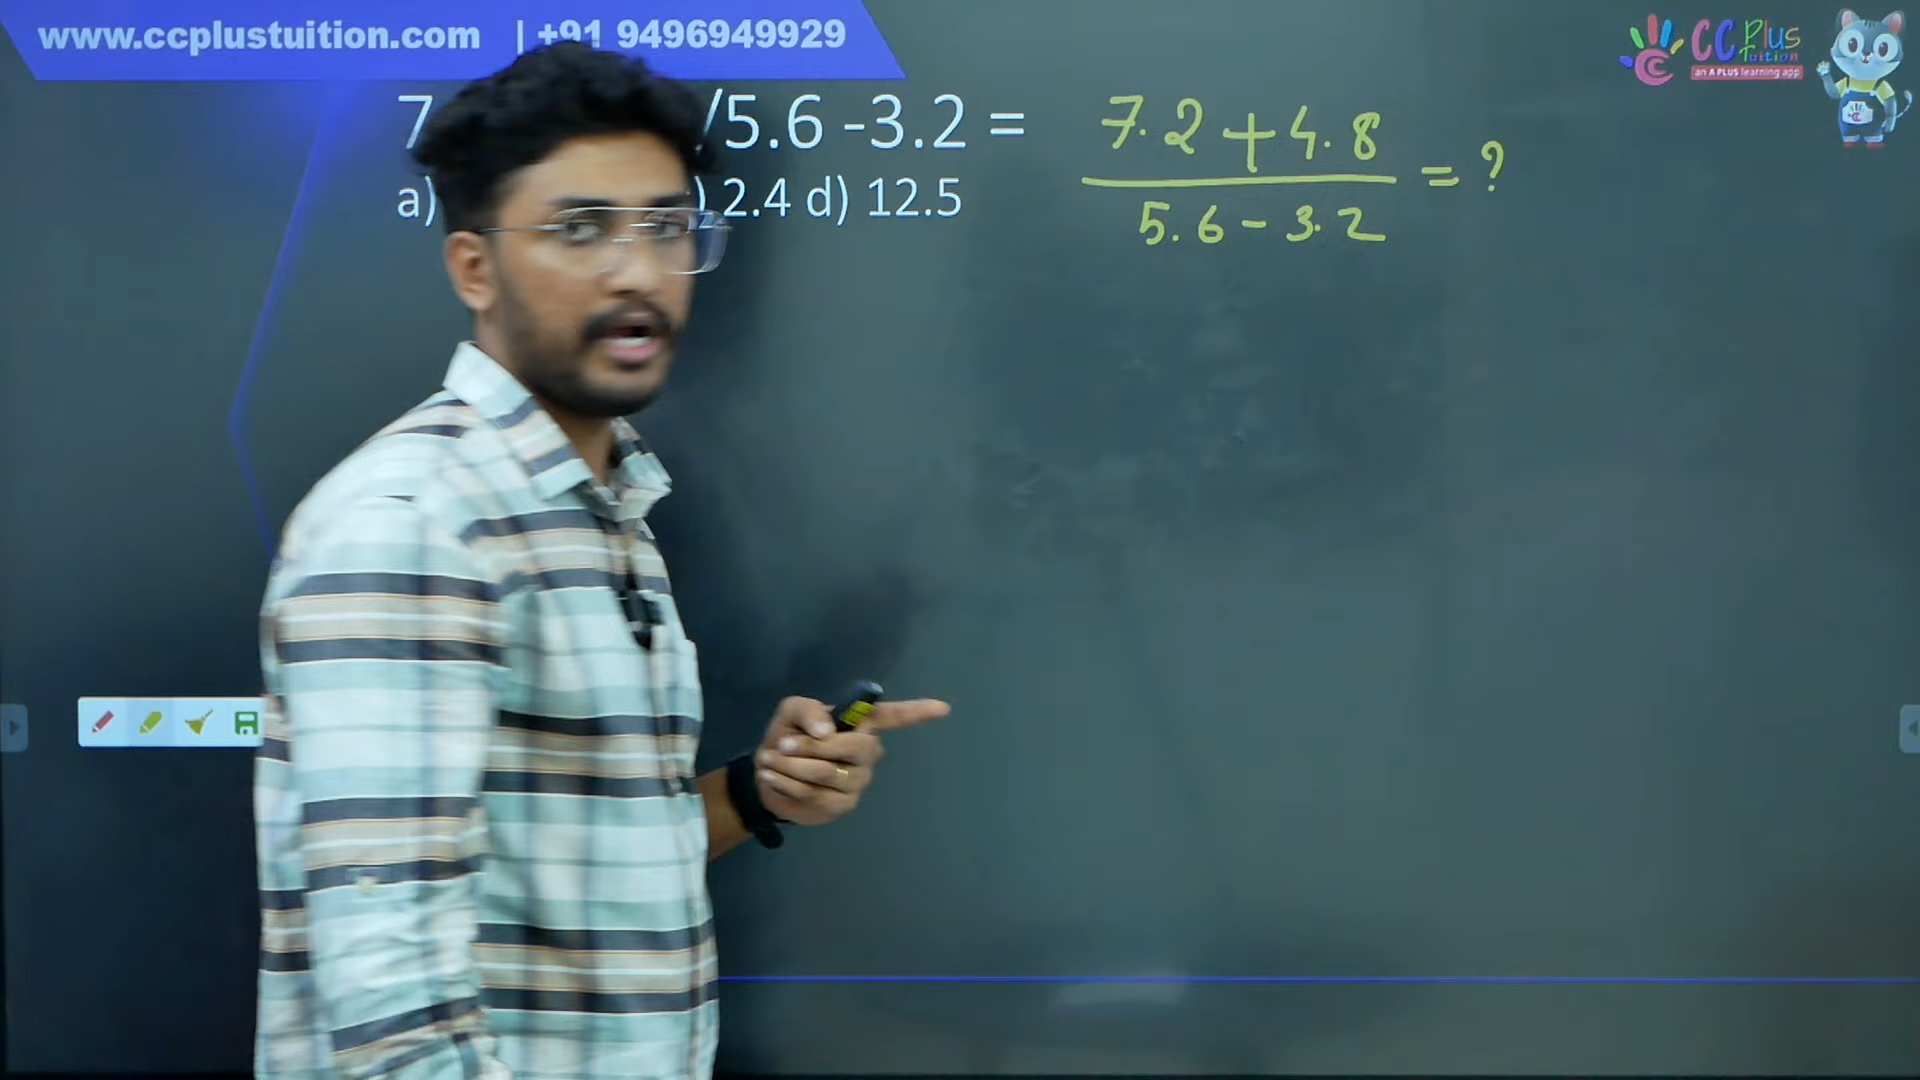 www.ccplustuition.com | +91 9496949929
CC Plus
Tuition
an A PLUS learning app
7 /5.6 -3.2 =
7.2 + 4.8
= ?
5.6 - 3.2
a) ) 2.4 d) 12.5